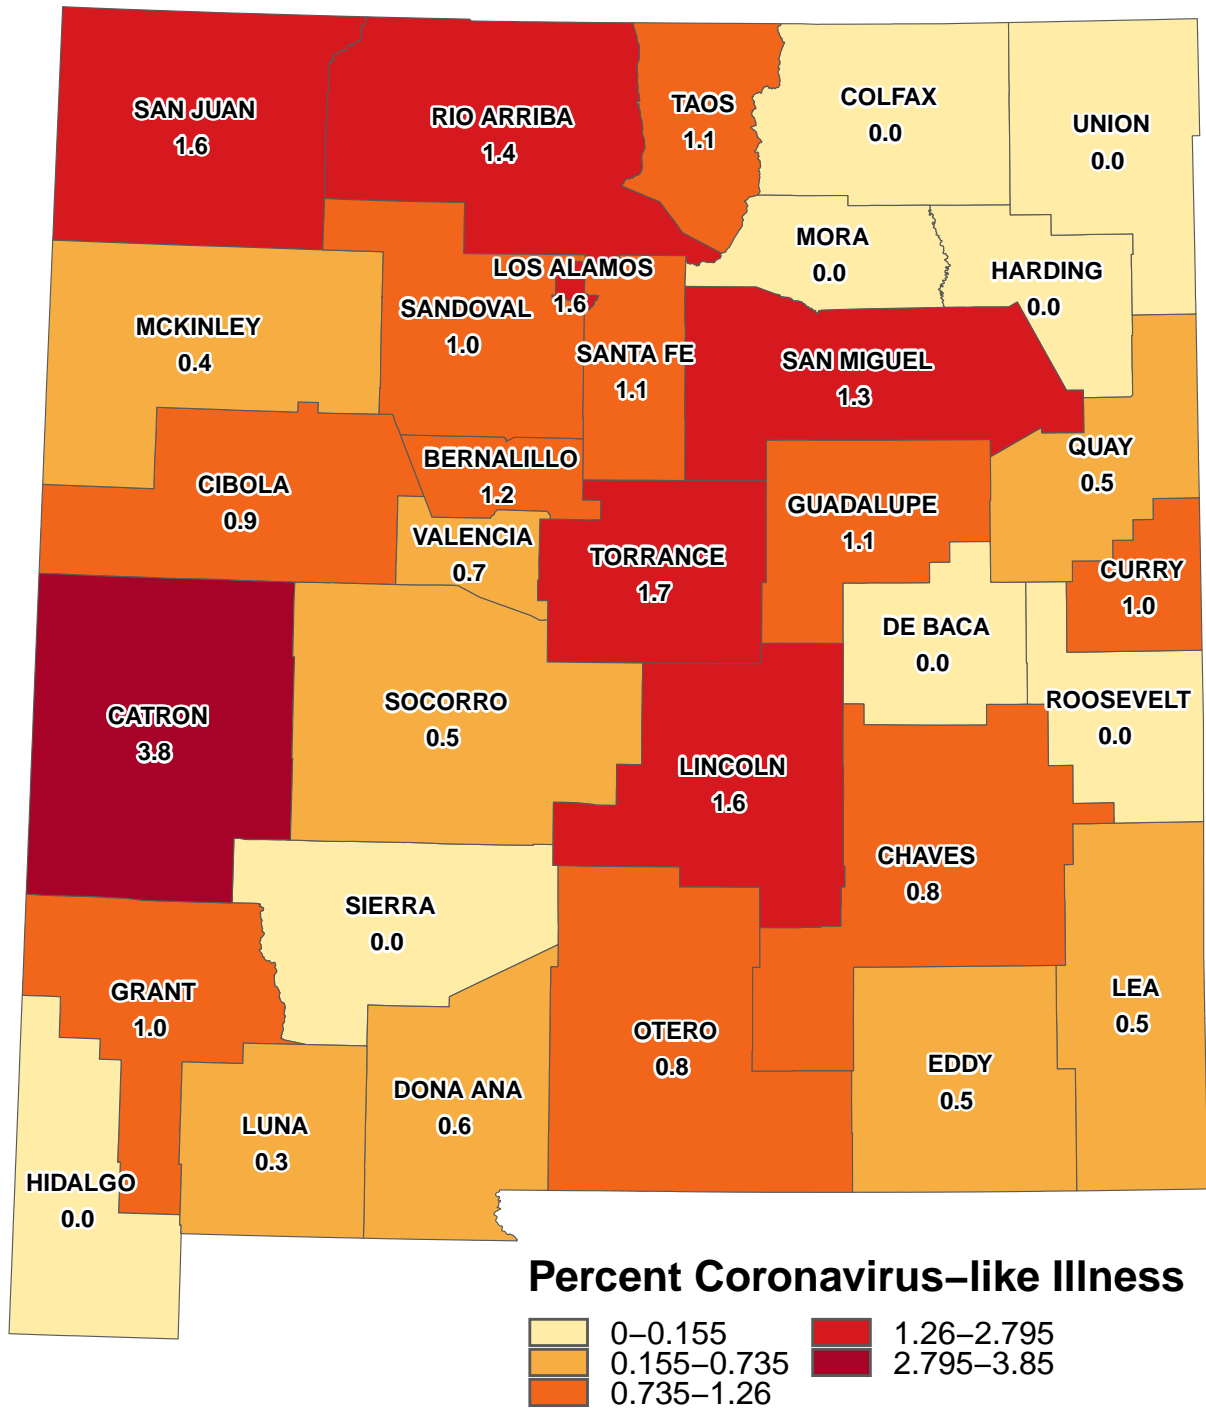 SAN JUAN
1.6
RIO ARRIBA
1.4
TAOS
1.1
COLFAX
0.0
UNION
0.0
MORA
0.0
HARDING
0.0
LOS ALAMOS
1.6
SANDOVAL
1.0
MCKINLEY
0.4
SANTA FE
1.1
SAN MIGUEL
1.3
QUAY
0.5
BERNALILLO
1.2
CIBOLA
0.9
GUADALUPE
1.1
VALENCIA
0.7
TORRANCE
1.7
CURRY
1.0
DE BACA
0.0
CATRON
3.8
SOCORRO
0.5
ROOSEVELT
0.0
LINCOLN
1.6
CHAVES
0.8
SIERRA
0.0
GRANT
1.0
LEA
0.5
OTERO
0.8
EDDY
0.5
DONA ANA
0.6
LUNA
0.3
HIDALGO
0.0
Percent Coronavirus−like Illness
0−0.155
0.155−0.735
0.735−1.26
1.26−2.795
2.795−3.85